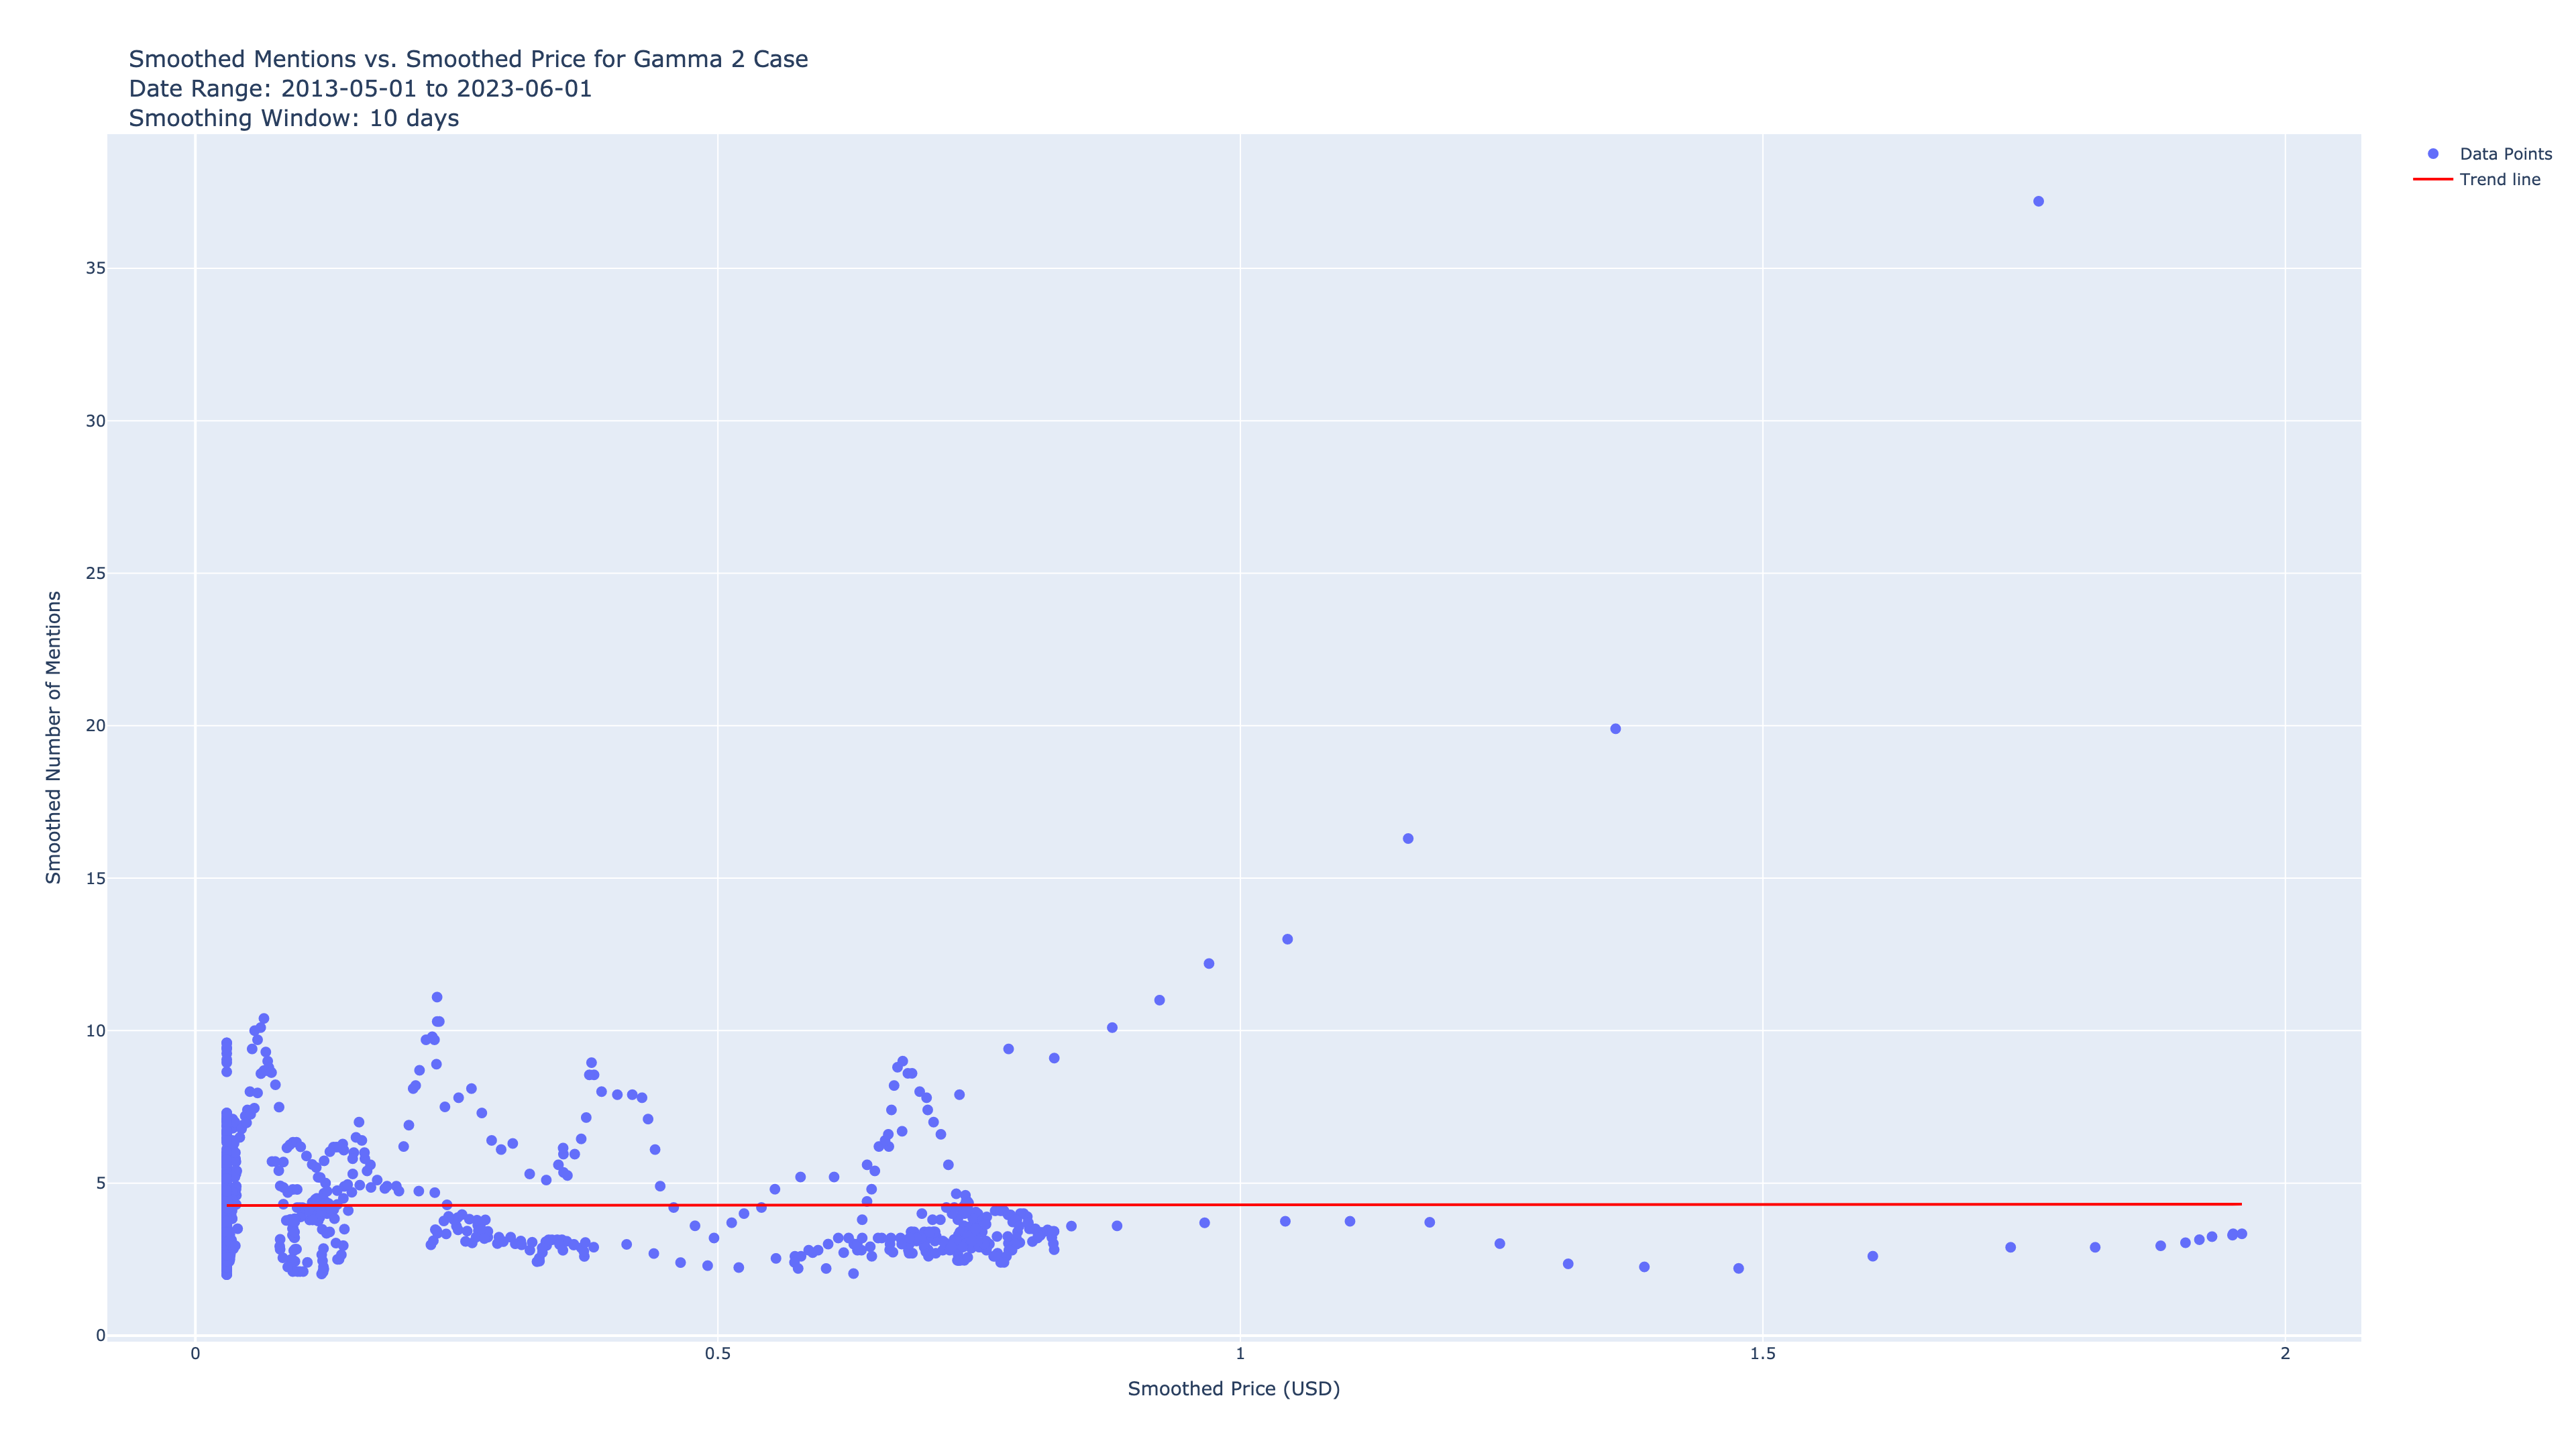 Smoothed Mentions vs. Smoothed Price for Gamma 2 Case
Date Range: 2013-05-01 to 2023-06-01
Smoothing Window: 10 days
Data Points
Trend line
35
30
25
20
15
10
5
0
Smoothed Number of Mentions
0
0.5
1
1.5
2
Smoothed Price (USD)